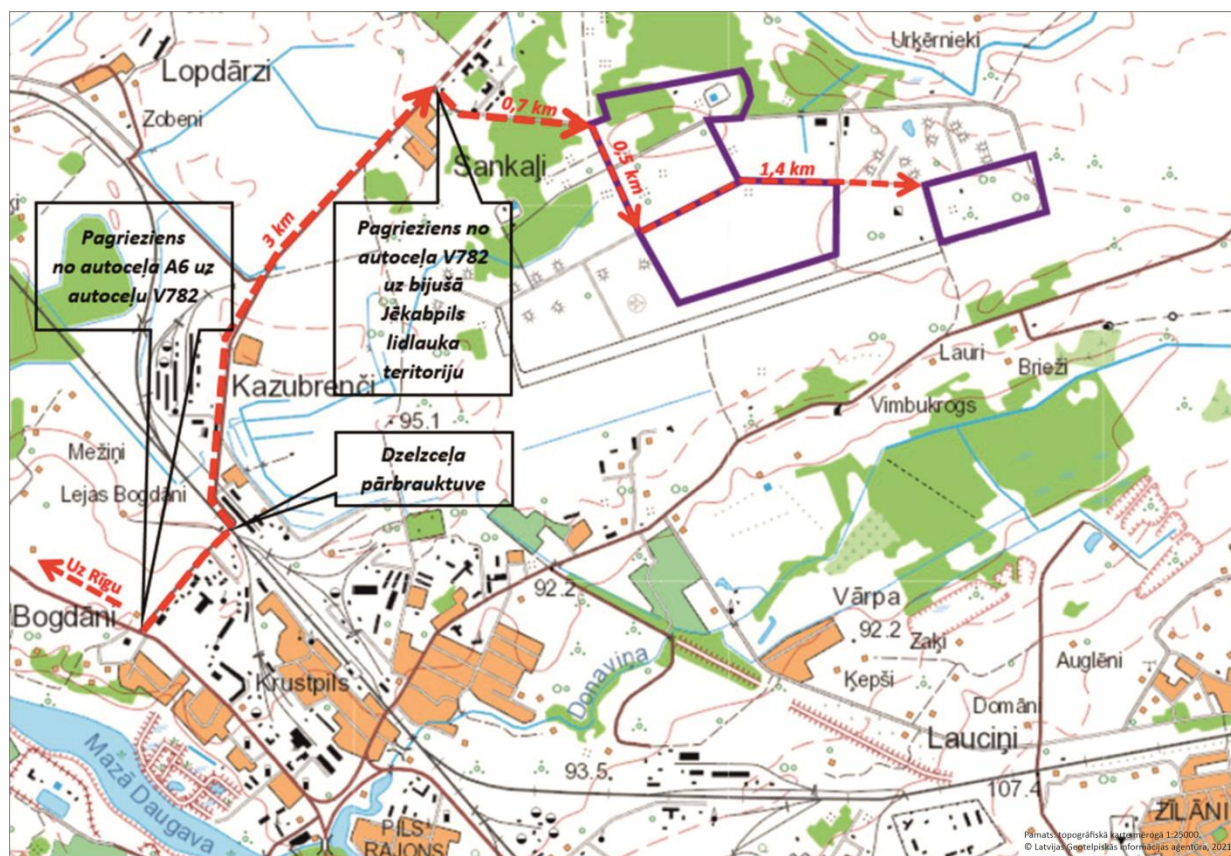 Lopdārzi
Zobeni
Urķērnieki
0,7 km
Sankaļi
0,5 km
1,4 km
3 km
Pagrieziens
no autoceļa A6 uz
autoceļu V782
Pagrieziens no
autoceļa V782
uz bijušā
Jēkabpils
lidlauka
teritoriju
Kazubrenči
95.1
Lauri
Brieži
Vimbukrogs
Mežiņi
Lejas Bogdāni
Dzelzceļa
pārbrauktuve
Uz Rīgu
Bogdāni
92.2
Vārpa
92.2
Zaķi
Auglēni
Krustpils
Donaviņa
Ķepši
Domāni
Lauciņi
Mazā Daugava
93.5
107.4
ZĪLĀNI
PILS
RAJONS
Pamats: topogrāfiskā karte mērogā 1:25000,
© Latvijas Ģeotelpiskās informācijas aģentūra, 2021